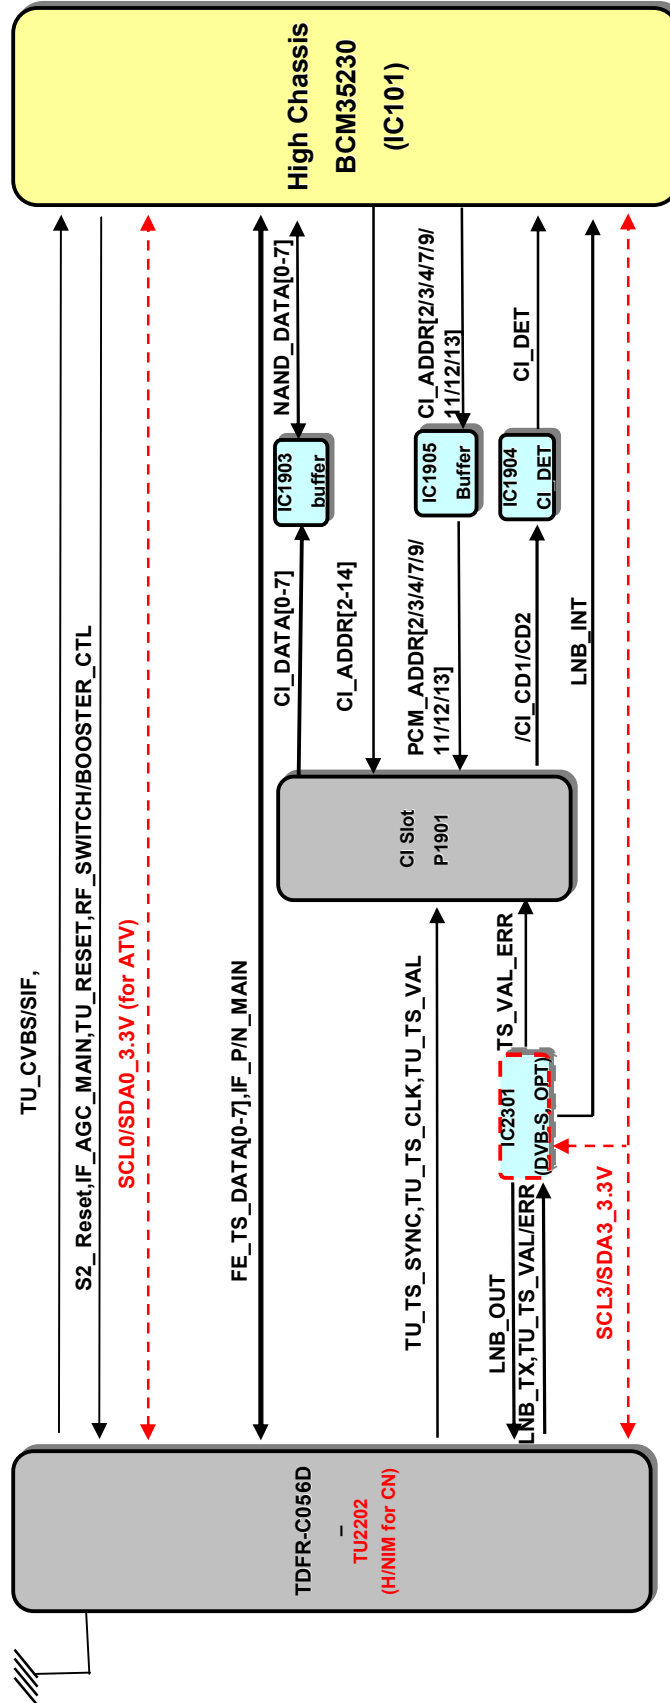 TU_CVBS/SIF,
S2_ Reset,IF_AGC_MAIN,TU_RESET,RF_SWITCH/BOOSTER_CTL
SCL0/SDA0_3.3V (for ATV)
FE_TS_DATA[0-7],IF_P/N_MAIN
TDFR-C056D
–
TU2202
(H/NIM for CN)
High Chassis
BCM35230
(IC101)
CI_DATA[0-7]
IC1903
buffer
NAND_DATA[0-7]
CI_ADDR[2-14]
PCM_ADDR[2/3/4/7/9/
11/12/13]
IC1905
Buffer
CI_ADDR[2/3/4/7/9/
11/12/13]
CI Slot
P1901
/CI_CD1/CD2
IC1904
CI_DET
CI_DET
TU_TS_SYNC,TU_TS_CLK,TU_TS_VAL
LNB_OUT
LNB_TX,TU_TS_VAL/ERR
IC2301
(DVB-S, OPT)
TS_VAL_ERR
LNB_INT
SCL3/SDA3_3.3V